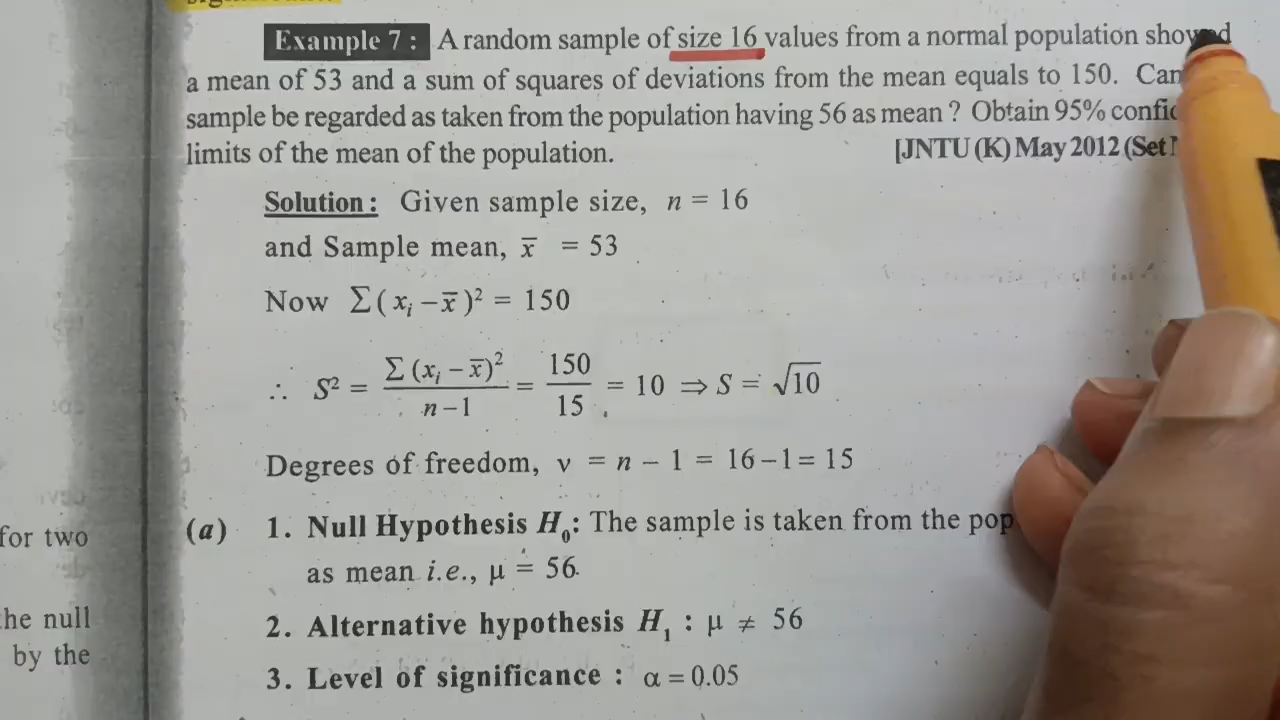 Example 7 : A random sample of size 16 values from a normal population showed
a mean of 53 and a sum of squares of deviations from the mean equals to 150. Can
sample be regarded as taken from the population having 56 as mean ? Obtain 95%
limits of the mean of the population. [JNTU (K) May 2012 (Set
Solution : Given sample size, n = 16
and Sample mean, x̅ = 53
Now Σ(xᵢ – x̅)² = 150
∴ S² = Σ(xᵢ – x̅)² / n – 1 = 150 / 15 = 10 ⇒ S = √10
Degrees of freedom, ν = n – 1 = 16 – 1 = 15
(a) 1. Null Hypothesis H₀: The sample is taken from the pop
as mean i.e., μ = 56.
2. Alternative hypothesis H₁ : μ ≠ 56
3. Level of significance : α = 0.05
for two
the null
by the